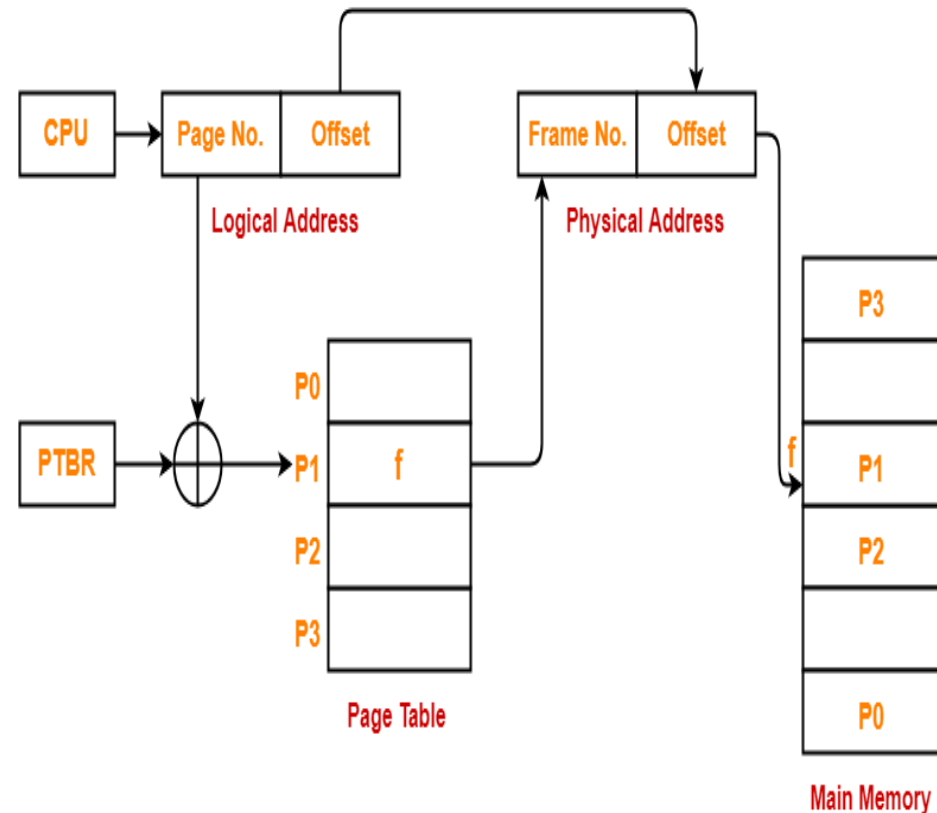 CPU
Page No.
Offset
Frame No.
Offset
Logical Address
Physical Address
P3
P0
PTBR
P1
f
f
P1
P2
P2
P3
P0
Page Table
Main Memory